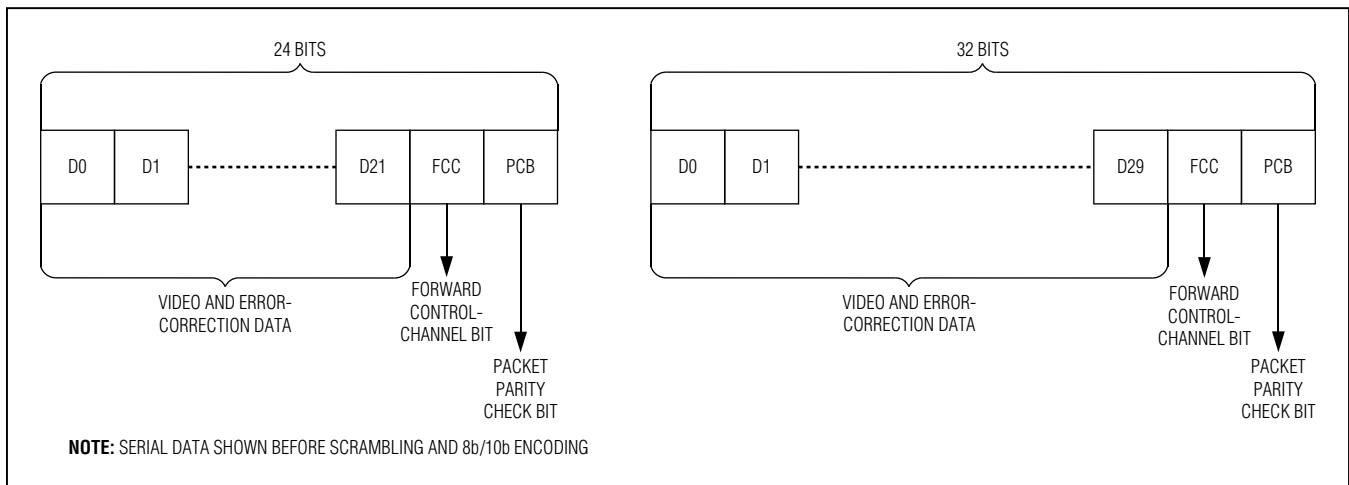 24 BITS
D0 D1 D21 FCC PCB
VIDEO AND ERROR-
CORRECTION DATA
FORWARD
CONTROL-
CHANNEL BIT
PACKET
PARITY
CHECK BIT
32 BITS
D0 D1 D29 FCC PCB
VIDEO AND ERROR-
CORRECTION DATA
FORWARD
CONTROL-
CHANNEL BIT
PACKET
PARITY
CHECK BIT
NOTE: SERIAL DATA SHOWN BEFORE SCRAMBLING AND 8b/10b ENCODING